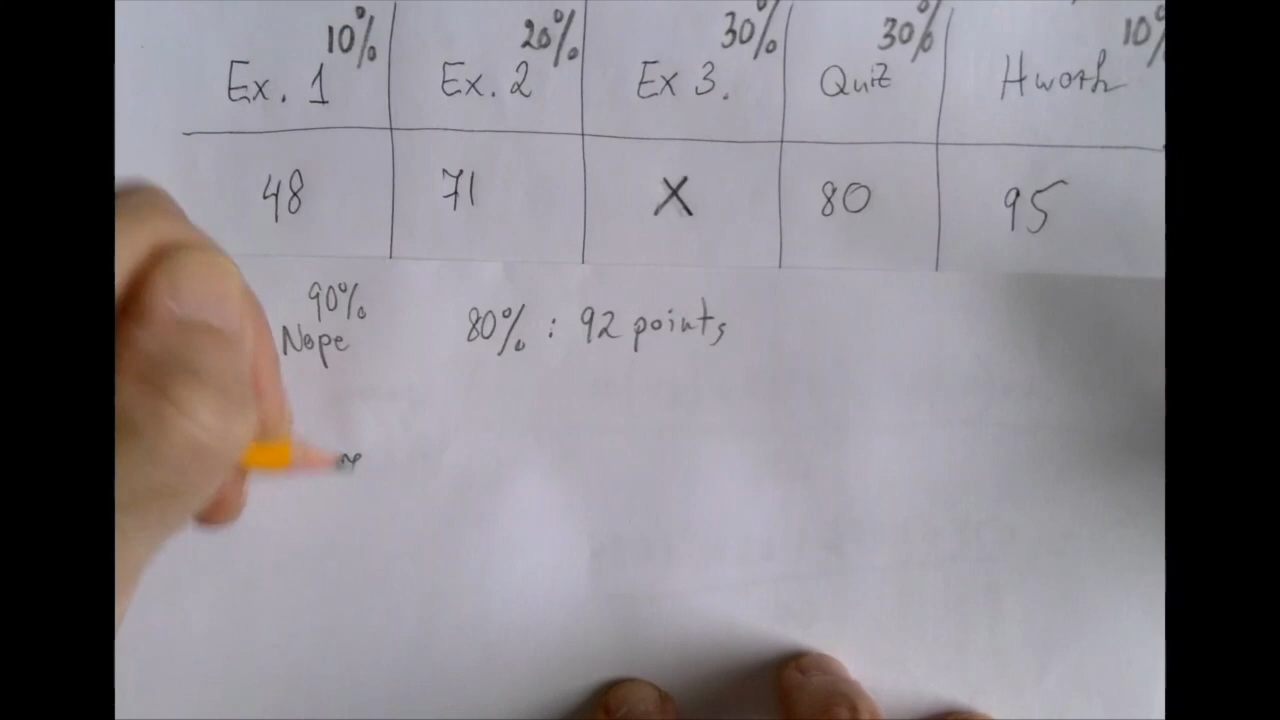 10% 20% 30% 30% 10%
Ex. 1 Ex. 2 Ex 3. Quiz Hwork
48 71 X 80 95
90% 
Nope 80% : 92 points